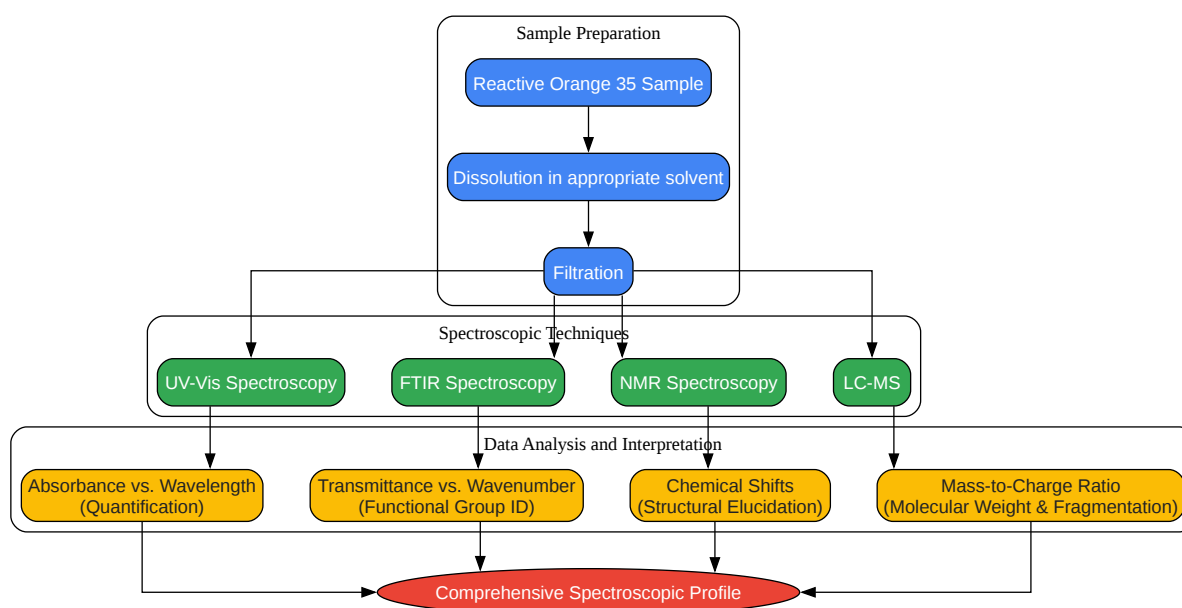 Sample Preparation
Reactive Orange 35 Sample
Dissolution in appropriate solvent
Filtration
Spectroscopic Techniques
UV-Vis Spectroscopy
FTIR Spectroscopy
NMR Spectroscopy
LC-MS
Data Analysis and Interpretation
Absorbance vs. Wavelength
(Quantification)
Transmittance vs. Wavenumber
(Functional Group ID)
Chemical Shifts
(Structural Elucidation)
Mass-to-Charge Ratio
(Molecular Weight & Fragmentation)
Comprehensive Spectroscopic Profile